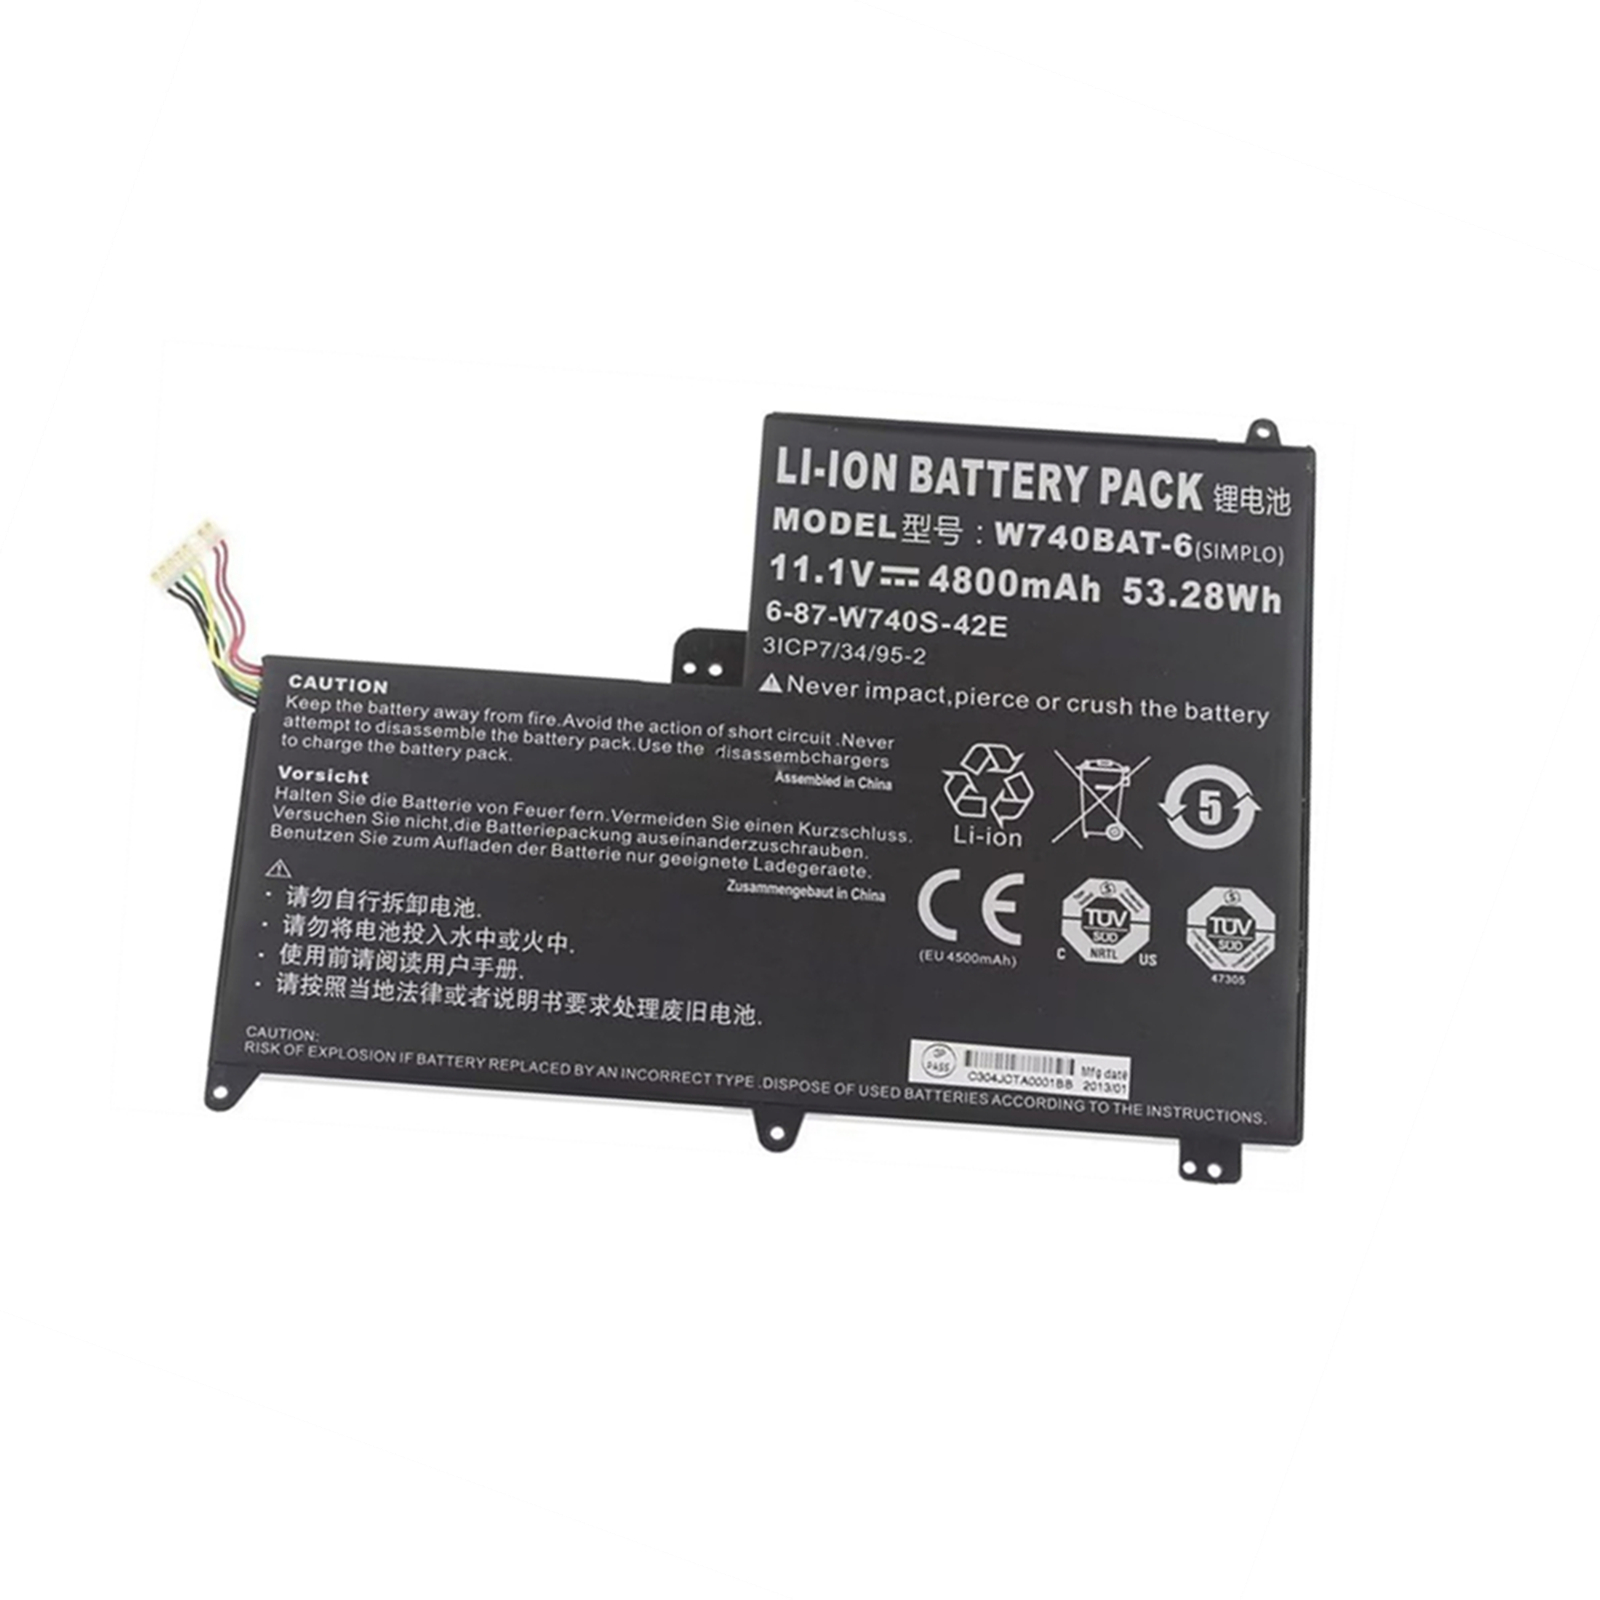 LI-ION BATTERY PACK 锂电池
MODEL 型号 : W740BAT-6(SIMPLO)
11.1V 4800mAh 53.28Wh
6-87-W740S-42E
3ICP7/34/95-2
Never impact,pierce or crush the battery
CAUTION
Keep the battery away from fire.Avoid the action of short circuit .Never
attempt to disassemble the battery pack.Use the disassembchargers
to charge the battery pack.
Assembled in China
Vorsicht
Halten Sie die Batterie von Feuer fern.Vermeiden Sie einen Kurzschluss.
Versuchen Sie nicht,die Batteriepackung auseinanderzuschrauben.
Benutzen Sie zum Aufladen der Batterie nur geeignete Ladegeraete.
Zusammengebaut in China
· 请勿自行拆卸电池.
· 请勿将电池投入水中或火中.
· 使用前请阅读用户手册.
· 请按照当地法律或者说明书要求处理废旧电池.
Li-ion
5
CE
(EU 4500mAh)
TÜV
SÜD
C NRTL US
TÜV
SÜD
47305
PASS
C304JCTA0001BB
Mfg date
2013/01
CAUTION:
RISK OF EXPLOSION IF BATTERY REPLACED BY AN INCORRECT TYPE .DISPOSE OF USED BATTERIES ACCORDING TO THE INSTRUCTIONS.